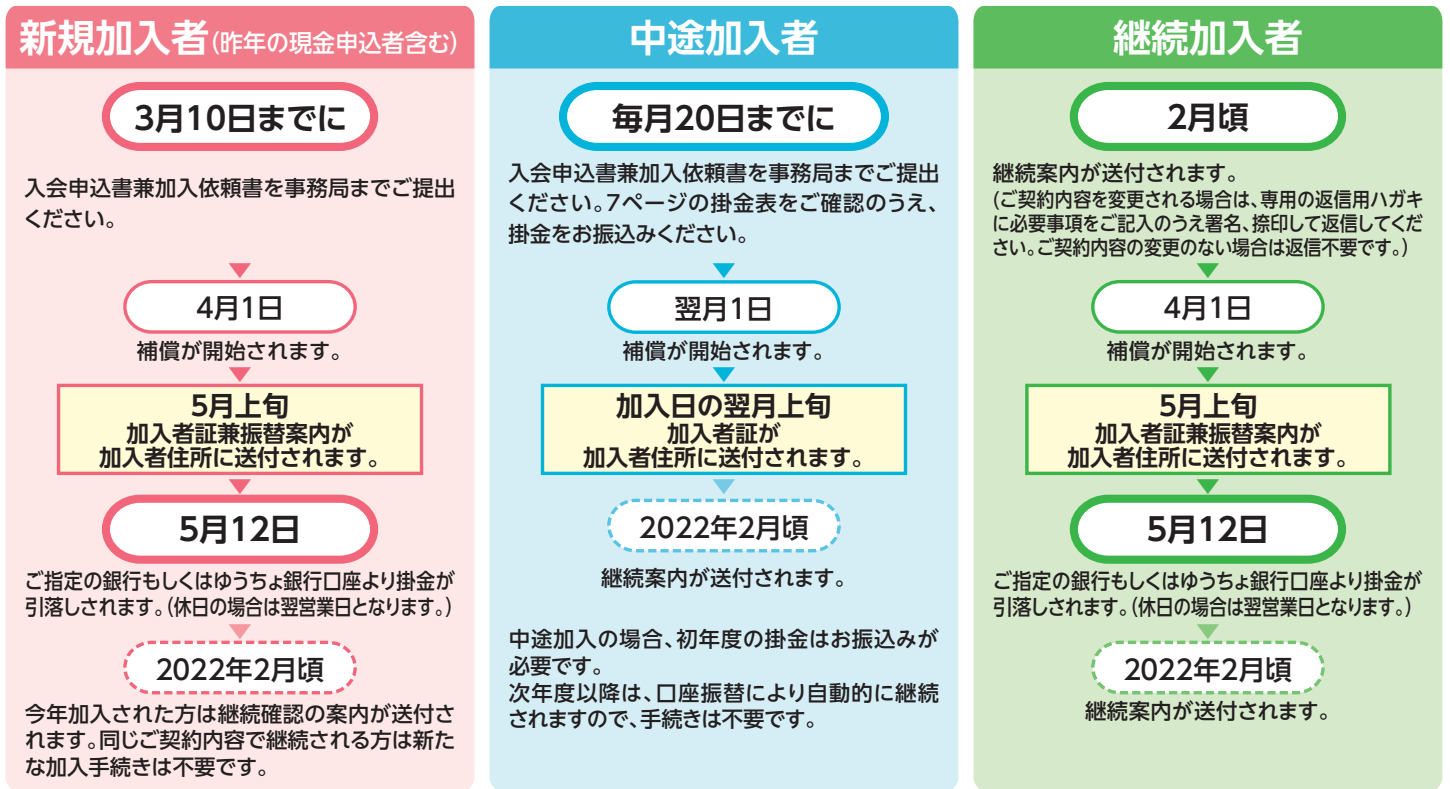 新規加入者(昨年の現金申込者含む)
3月10日までに
入会申込書兼加入依頼書を事務局までご提出
ください。
4月1日
補償が開始されます。
5月上旬
加入者証兼振替案内が
加入者住所に送付されます。
5月12日
ご指定の銀行もしくはゆうちょ銀行口座より掛金が
引落しされます。(休日の場合は翌営業日となります。)
2022年2月頃
今年加入された方は継続確認の案内が送付さ
れます。同じご契約内容で継続される方は新た
な加入手続きは不要です。
中途加入者
毎月20日までに
入会申込書兼加入依頼書を事務局までご提出
ください。7ページの掛金表をご確認のうえ、
掛金をお振込みください。
翌月1日
補償が開始されます。
加入日の翌月上旬
加入者証が
加入者住所に送付されます。
2022年2月頃
継続案内が送付されます。
中途加入の場合、初年度の掛金はお振込みが
必要です。
次年度以降は、口座振替により自動的に継続
されますので、手続きは不要です。
継続加入者
2月頃
継続案内が送付されます。
(ご契約内容を変更される場合は、専用の返信用ハガキ
に必要事項をご記入のうえ署名、捺印して返信してくだ
さい。ご契約内容の変更のない場合は返信不要です。)
4月1日
補償が開始されます。
5月上旬
加入者証兼振替案内が
加入者住所に送付されます。
5月12日
ご指定の銀行もしくはゆうちょ銀行口座より掛金が
引落しされます。(休日の場合は翌営業日となります。)
2022年2月頃
継続案内が送付されます。